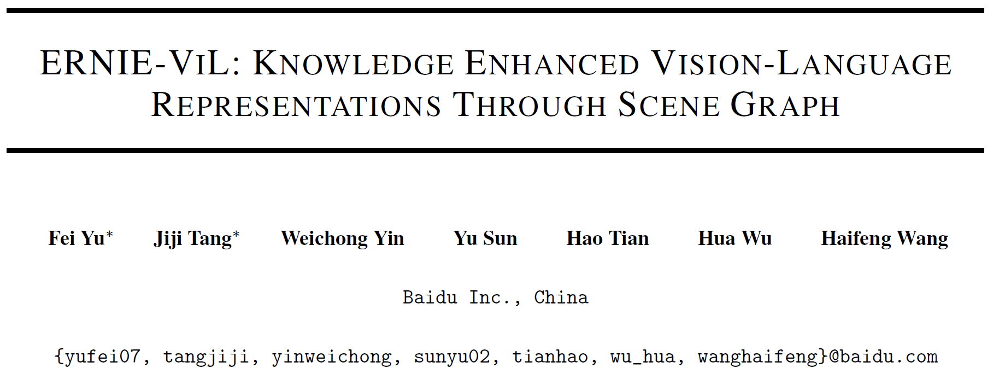 ERNIE-VIL: KNOWLEDGE ENHANCED VISION-LANGUAGE
REPRESENTATIONS THROUGH SCENE GRAPH
Fei Yu* Jiji Tang* Weichong Yin Yu Sun Hao Tian Hua Wu Haifeng Wang
Baidu Inc., China
{yufei07, tangjiji, yinweichong, sunyu02, tianhao, wu_hua, wanghaifeng}@baidu.com